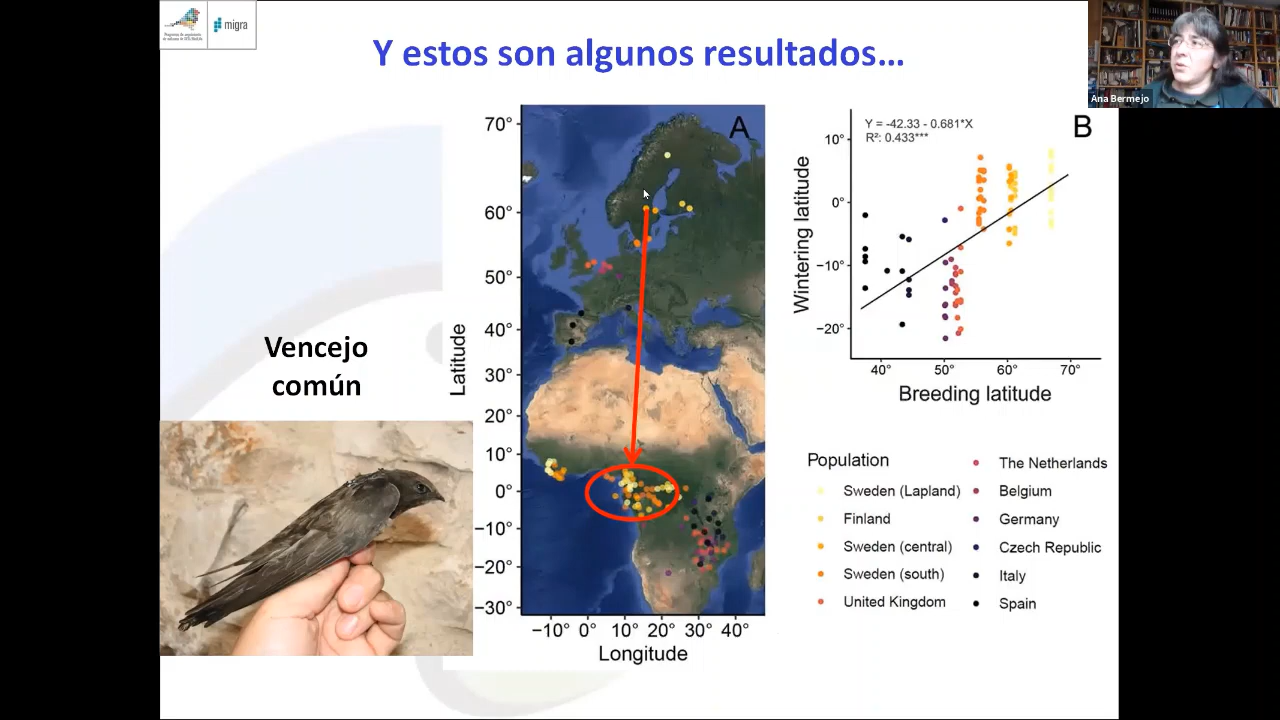 migra
Y estos son algunos resultados...
Ana Bermejo
Vencejo
común
A
70°
60°
50°
40°
30°
20°
10°
0°
−10°
−20°
−30°
Latitude
−10° 0° 10° 20° 30° 40°
Longitude
B
Y = -42.33 - 0.681*X
R²: 0.433***
10°
0°
−10°
−20°
Wintering latitude
40° 50° 60° 70°
Breeding latitude
Population
Sweden (Lapland)
Finland
Sweden (central)
Sweden (south)
United Kingdom
The Netherlands
Belgium
Germany
Czech Republic
Italy
Spain